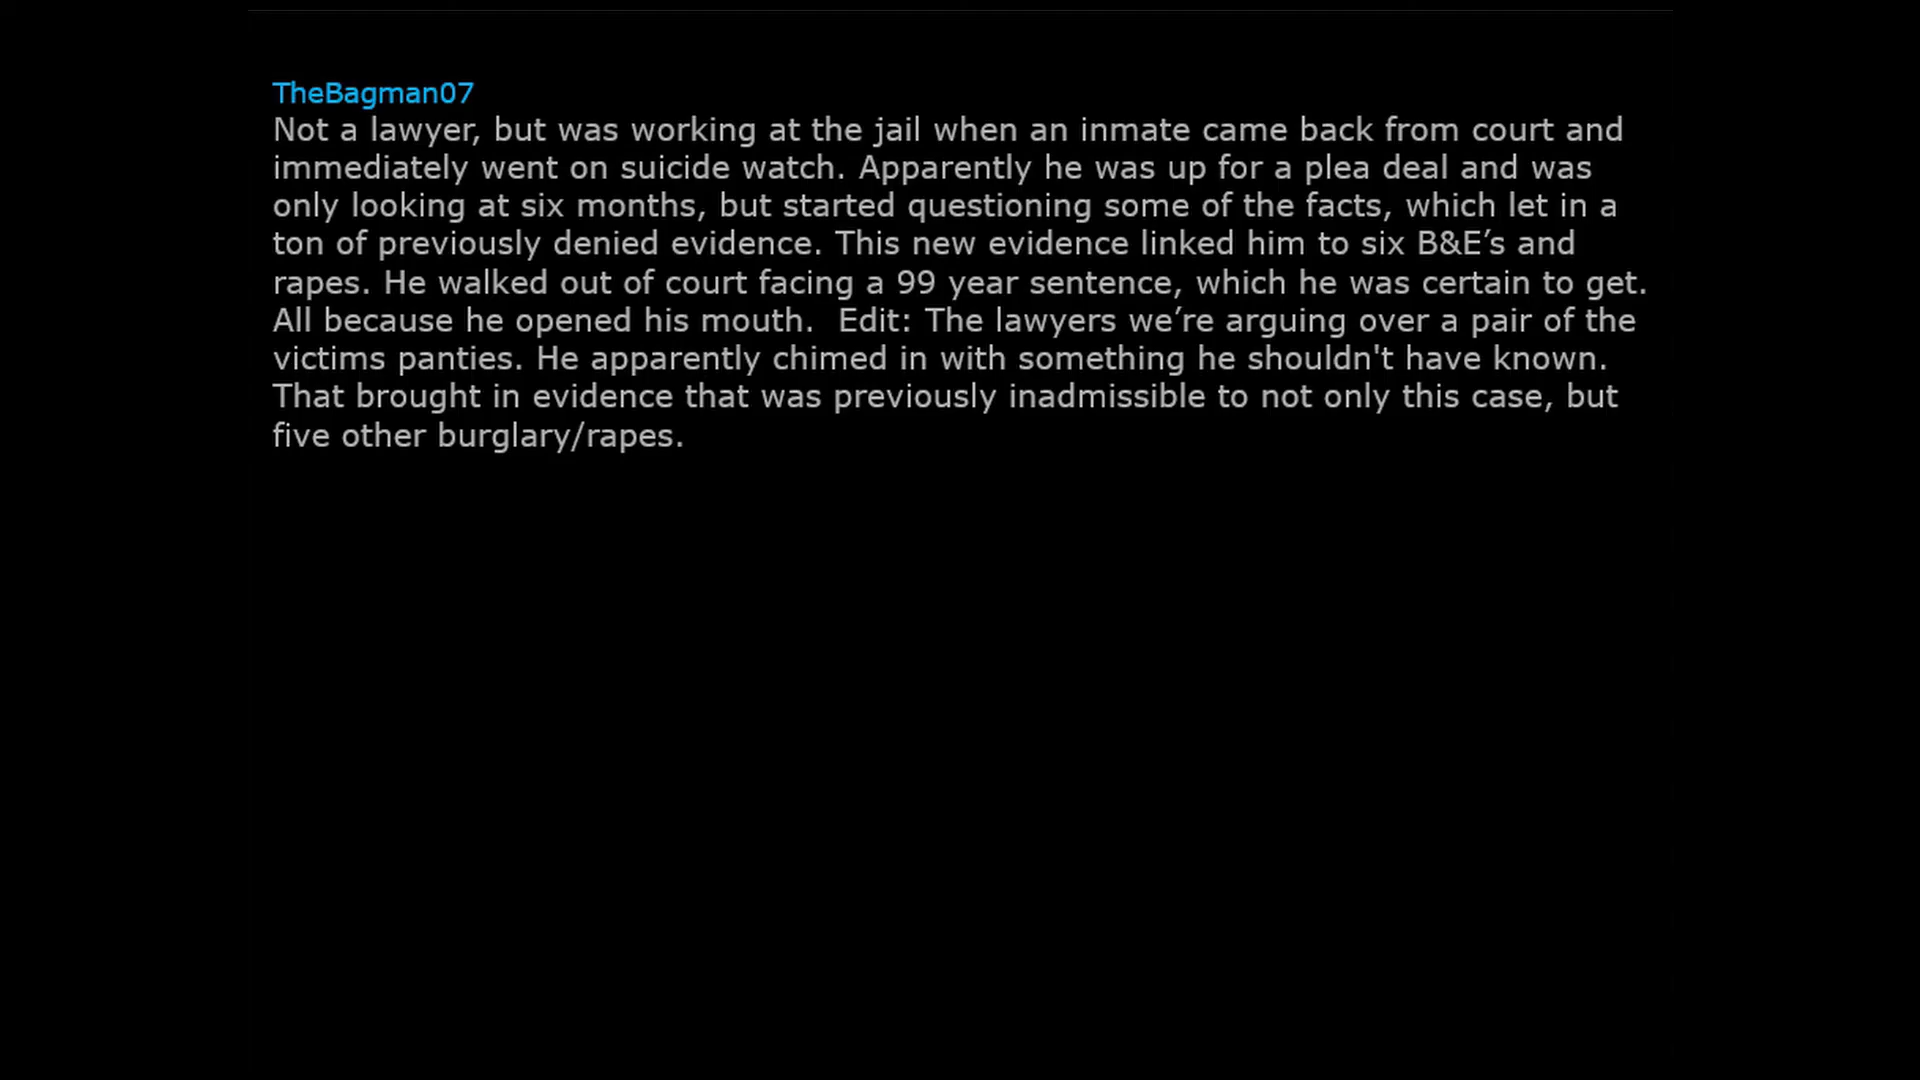 TheBagman07
Not a lawyer, but was working at the jail when an inmate came back from court and
immediately went on suicide watch. Apparently he was up for a plea deal and was
only looking at six months, but started questioning some of the facts, which let in a
ton of previously denied evidence. This new evidence linked him to six B&E’s and
rapes. He walked out of court facing a 99 year sentence, which he was certain to get.
All because he opened his mouth.  Edit: The lawyers we’re arguing over a pair of the
victims panties. He apparently chimed in with something he shouldn't have known.
That brought in evidence that was previously inadmissible to not only this case, but
five other burglary/rapes.